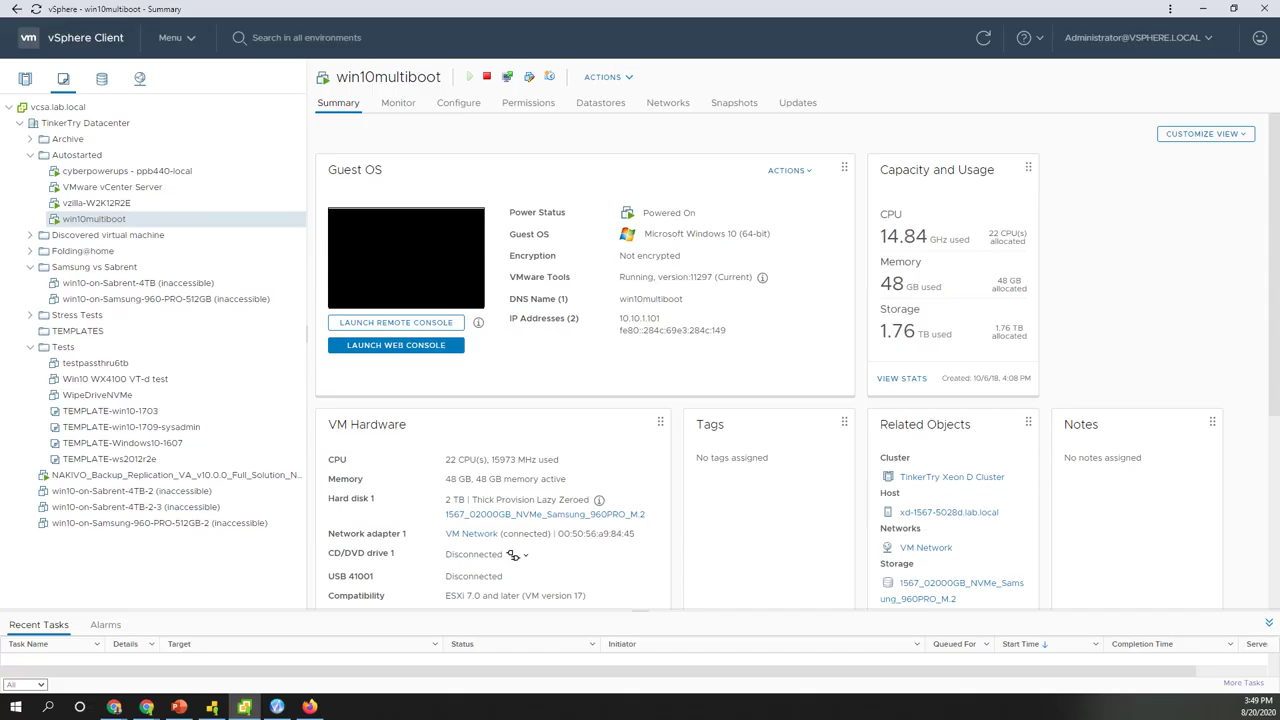 vSphere - win10multiboot - Summary
vm vSphere Client Menu Search in all environments Administrator@VSPHERE.LOCAL
win10multiboot ACTIONS
Summary Monitor Configure Permissions Datastores Networks Snapshots Updates
vcsa.lab.local
TinkerTry Datacenter
Archive
Autostarted
cyberpowerups - ppb440-local
VMware vCenter Server
vzilla-W2K12R2E
win10multiboot
Discovered virtual machine
Folding@home
Samsung vs Sabrent
win10-on-Sabrent-4TB (inaccessible)
win10-on-Samsung-960-PRO-512GB (inaccessible)
Stress Tests
TEMPLATES
Tests
testpassthru6tb
Win10 WX4100 VT-d test
WipeDriveNVMe
TEMPLATE-win10-1703
TEMPLATE-win10-1709-sysadmin
TEMPLATE-Windows10-1607
TEMPLATE-ws2012r2e
NAKIVO_Backup_Replication_VA_v10.0.0_Full_Solution_N...
win10-on-Sabrent-4TB-2 (inaccessible)
win10-on-Sabrent-4TB-2-3 (inaccessible)
win10-on-Samsung-960-PRO-512GB-2 (inaccessible)
CUSTOMIZE VIEW
Guest OS ACTIONS
Power Status Powered On
Guest OS Microsoft Windows 10 (64-bit)
Encryption Not encrypted
VMware Tools Running, version:11297 (Current)
DNS Name (1) win10multiboot
IP Addresses (2) 10.10.1.101
fe80::284c:69e3:284c:149
LAUNCH REMOTE CONSOLE
LAUNCH WEB CONSOLE
Capacity and Usage
CPU
14.84 GHz used 22 CPU(s) allocated
Memory
48 GB used 48 GB allocated
Storage
1.76 TB used 1.76 TB allocated
VIEW STATS Created: 10/6/18, 4:08 PM
VM Hardware
CPU 22 CPU(s), 15973 MHz used
Memory 48 GB, 48 GB memory active
Hard disk 1 2 TB | Thick Provision Lazy Zeroed
1567_02000GB_NVMe_Samsung_960PRO_M.2
Network adapter 1 VM Network (connected) | 00:50:56:a9:84:45
CD/DVD drive 1 Disconnected
USB 41001 Disconnected
Compatibility ESXi 7.0 and later (VM version 17)
Tags
No tags assigned
Related Objects
Cluster
TinkerTry Xeon D Cluster
Host
xd-1567-5028d.lab.local
Networks
VM Network
Storage
1567_02000GB_NVMe_Sams
ung_960PRO_M.2
Notes
No notes assigned
Recent Tasks Alarms
Task Name Details Target Status Initiator Queued For Start Time Completion Time Serve
All More Tasks
3:49 PM
8/20/2020